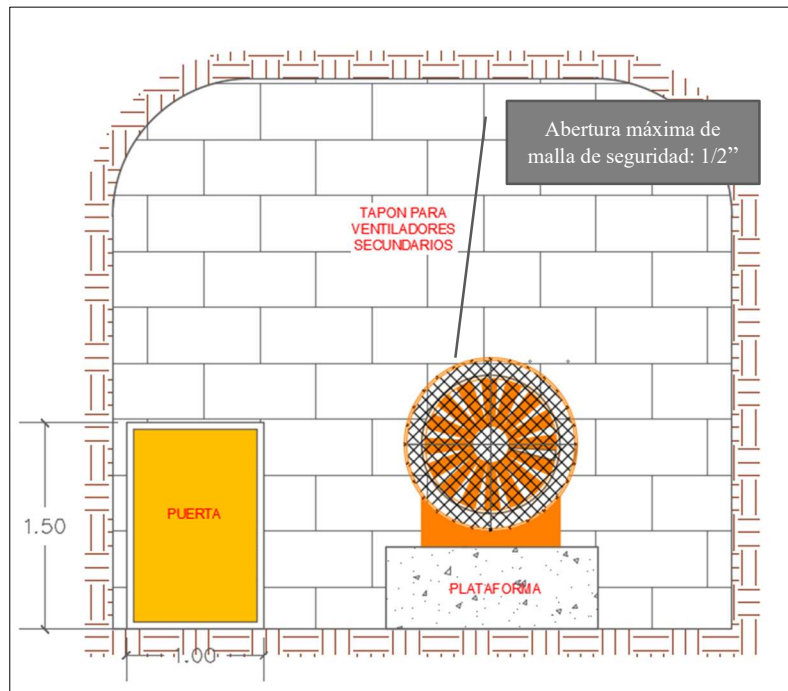 Abertura máxima de
malla de seguridad: 1/2”
TAPON PARA
VENTILADORES
SECUNDARIOS
1.50
PUERTA
PLATAFORMA
1.00